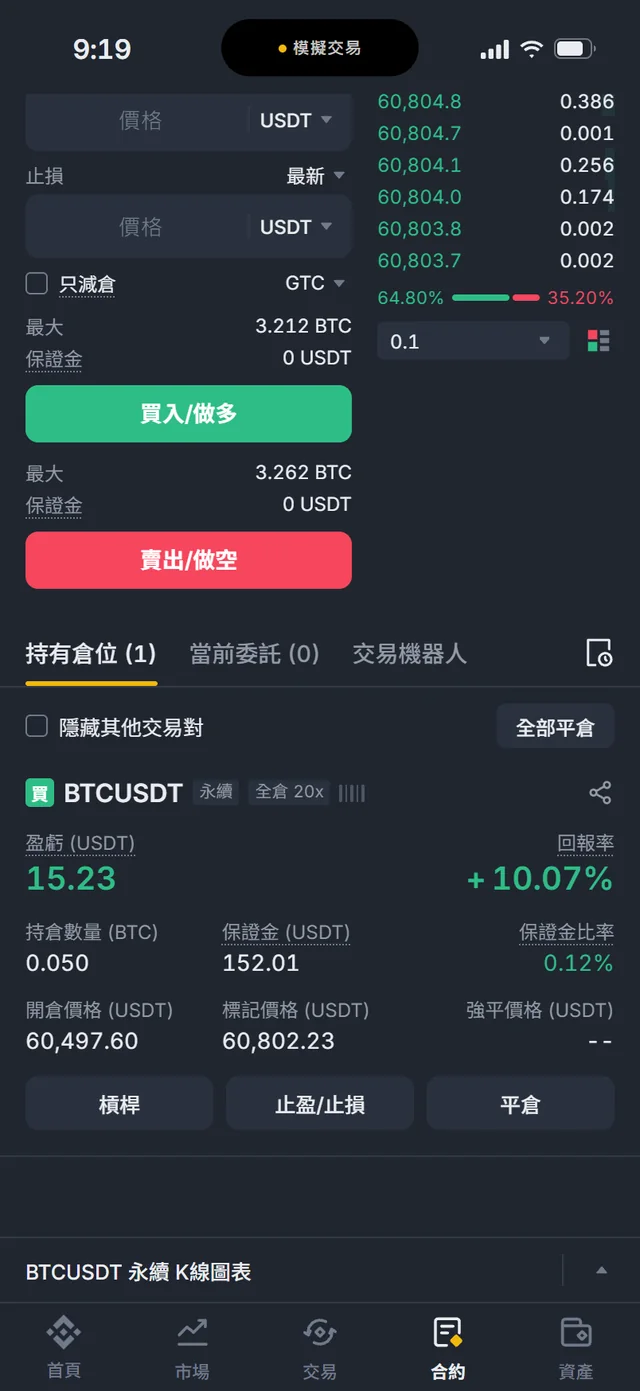 9:19
模擬交易
價格 USDT
止損 最新
價格 USDT
只減倉 GTC
最大 3.212 BTC
保證金 0 USDT
買入/做多
最大 3.262 BTC
保證金 0 USDT
賣出/做空
60,804.8 0.386
60,804.7 0.001
60,804.1 0.256
60,804.0 0.174
60,803.8 0.002
60,803.7 0.002
64.80% 35.20%
0.1
持有倉位 (1) 當前委託 (0) 交易機器人
隱藏其他交易對 全部平倉
買 BTCUSDT 永續 全倉 20x
盈虧 (USDT) 回報率
15.23 +10.07%
持倉數量 (BTC) 保證金 (USDT) 保證金比率
0.050 152.01 0.12%
開倉價格 (USDT) 標記價格 (USDT) 強平價格 (USDT)
60,497.60 60,802.23 --
槓桿 止盈/止損 平倉
BTCUSDT 永續 K線圖表
首頁 市場 交易 合約 資產